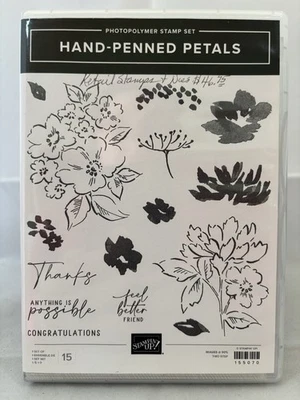 PHOTOPOLYMER STAMP SET
HAND-PENNED PETALS
Retail Stamps & Dies $46.75
Thanks
ANYTHING IS
possible
CONGRATULATIONS
feel
better
FRIEND
STAMPIN' UP!
15
155070